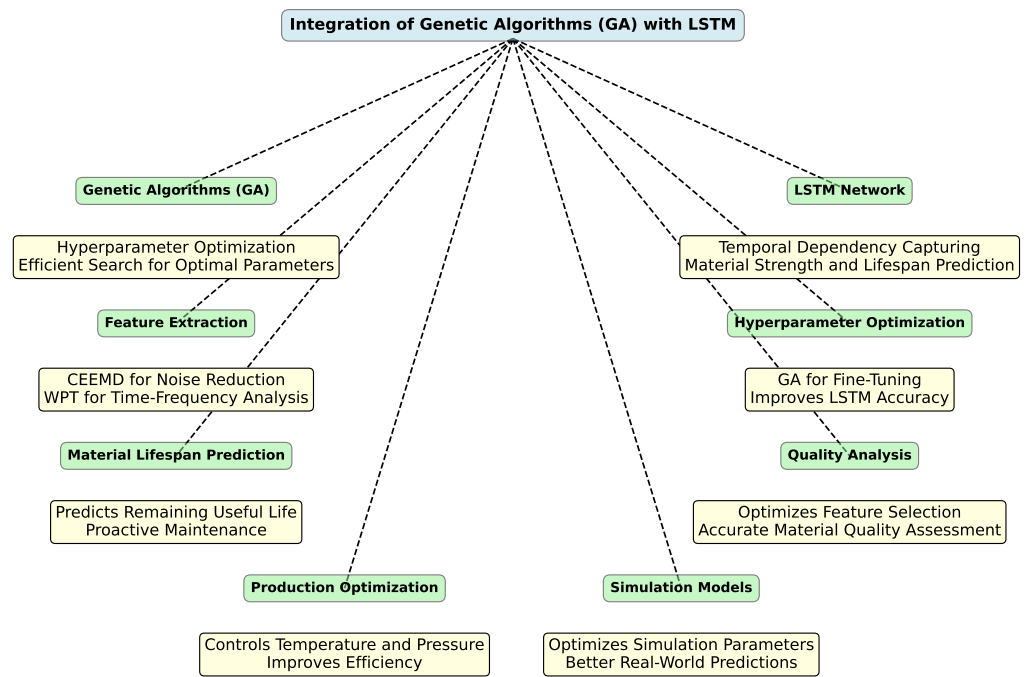 Integration of Genetic Algorithms (GA) with LSTM
Genetic Algorithms (GA)
LSTM Network
Hyperparameter Optimization
Efficient Search for Optimal Parameters
Temporal Dependency Capturing
Material Strength and Lifespan Prediction
Feature Extraction
Hyperparameter Optimization
CEEMD for Noise Reduction
WPT for Time-Frequency Analysis
GA for Fine-Tuning
Improves LSTM Accuracy
Material Lifespan Prediction
Quality Analysis
Predicts Remaining Useful Life
Proactive Maintenance
Optimizes Feature Selection
Accurate Material Quality Assessment
Production Optimization
Simulation Models
Controls Temperature and Pressure
Improves Efficiency
Optimizes Simulation Parameters
Better Real-World Predictions